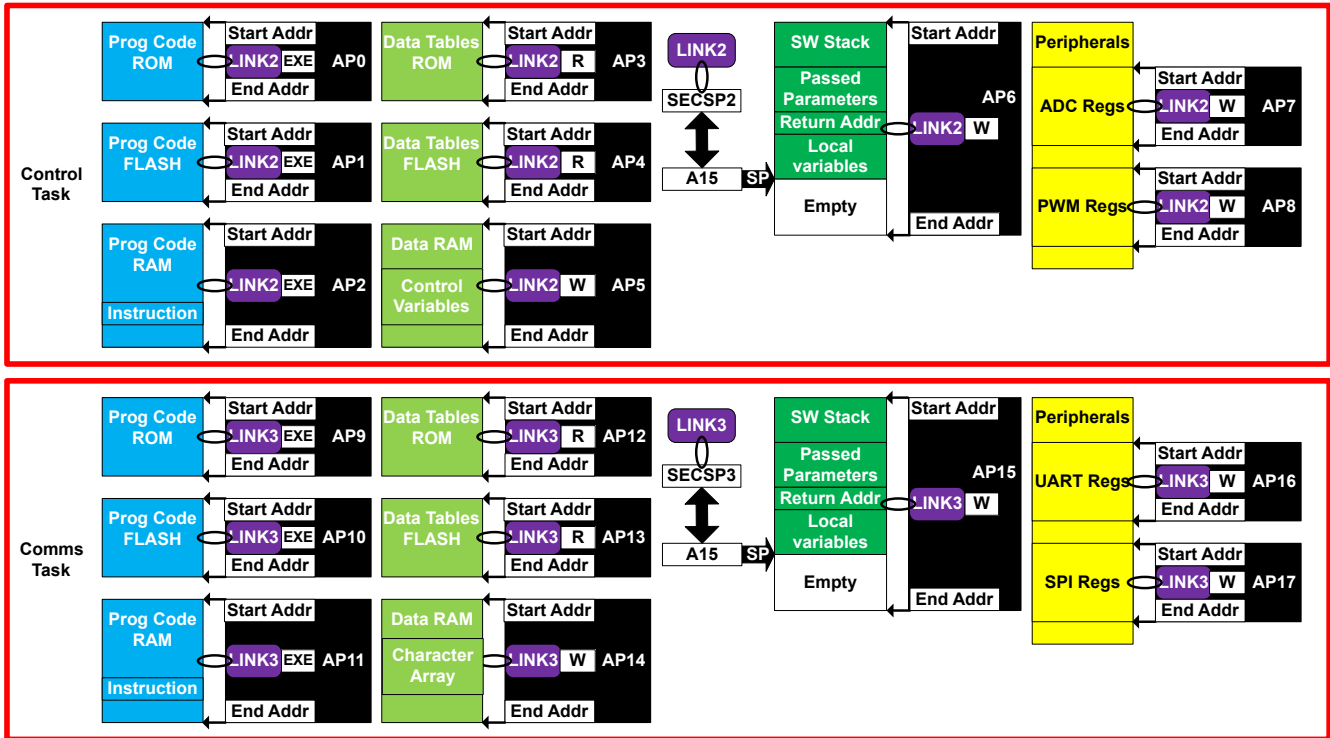 Control
Task
Prog Code
ROM
Start Addr
LINK2 EXE AP0
End Addr
Data Tables
ROM
Start Addr
LINK2 R AP3
End Addr
LINK2
SECSP2
A15 SP
SW Stack
Passed
Parameters
Return Addr
Local
variables
Empty
Start Addr
AP6
LINK2 W
End Addr
Peripherals
ADC Regs
Start Addr
LINK2 W AP7
End Addr
PWM Regs
Start Addr
LINK2 W AP8
End Addr
Prog Code
FLASH
Start Addr
LINK2 EXE AP1
End Addr
Data Tables
FLASH
Start Addr
LINK2 R AP4
End Addr
Prog Code
RAM
Instruction
Start Addr
LINK2 EXE AP2
End Addr
Data RAM
Control
Variables
Start Addr
LINK2 W AP5
End Addr
Comms
Task
Prog Code
ROM
Start Addr
LINK3 EXE AP9
End Addr
Data Tables
ROM
Start Addr
LINK3 R AP12
End Addr
LINK3
SECSP3
A15 SP
SW Stack
Passed
Parameters
Return Addr
Local
variables
Empty
Start Addr
AP15
LINK3 W
End Addr
Peripherals
UART Regs
Start Addr
LINK3 W AP16
End Addr
SPI Regs
Start Addr
LINK3 W AP17
End Addr
Prog Code
FLASH
Start Addr
LINK3 EXE AP10
End Addr
Data Tables
FLASH
Start Addr
LINK3 R AP13
End Addr
Prog Code
RAM
Instruction
Start Addr
LINK3 EXE AP11
End Addr
Data RAM
Character
Array
Start Addr
LINK3 W AP14
End Addr